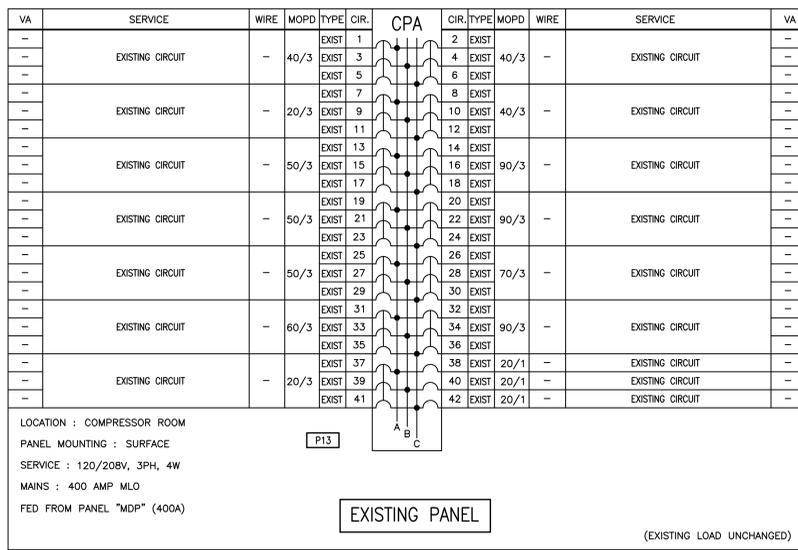 VA SERVICE WIRE MOPD TYPE CIR. CPA CIR. TYPE MOPD WIRE SERVICE VA
– EXIST 1 2 EXIST –
– EXISTING CIRCUIT – 40/3 EXIST 3 4 EXIST 40/3 – EXISTING CIRCUIT –
– EXIST 5 6 EXIST –
– EXIST 7 8 EXIST –
– EXISTING CIRCUIT – 20/3 EXIST 9 10 EXIST 40/3 – EXISTING CIRCUIT –
– EXIST 11 12 EXIST –
– EXIST 13 14 EXIST –
– EXISTING CIRCUIT – 50/3 EXIST 15 16 EXIST 90/3 – EXISTING CIRCUIT –
– EXIST 17 18 EXIST –
– EXIST 19 20 EXIST –
– EXISTING CIRCUIT – 50/3 EXIST 21 22 EXIST 90/3 – EXISTING CIRCUIT –
– EXIST 23 24 EXIST –
– EXIST 25 26 EXIST –
– EXISTING CIRCUIT – 50/3 EXIST 27 28 EXIST 70/3 – EXISTING CIRCUIT –
– EXIST 29 30 EXIST –
– EXIST 31 32 EXIST –
– EXISTING CIRCUIT – 60/3 EXIST 33 34 EXIST 90/3 – EXISTING CIRCUIT –
– EXIST 35 36 EXIST –
– EXIST 37 38 EXIST 20/1 – EXISTING CIRCUIT –
– EXISTING CIRCUIT – 20/3 EXIST 39 40 EXIST 20/1 – EXISTING CIRCUIT –
– EXIST 41 42 EXIST 20/1 – EXISTING CIRCUIT –
A B C
LOCATION : COMPRESSOR ROOM
PANEL MOUNTING : SURFACE
P13
SERVICE : 120/208V, 3PH, 4W
MAINS : 400 AMP MLO
FED FROM PANEL "MDP" (400A)
EXISTING PANEL
(EXISTING LOAD UNCHANGED)